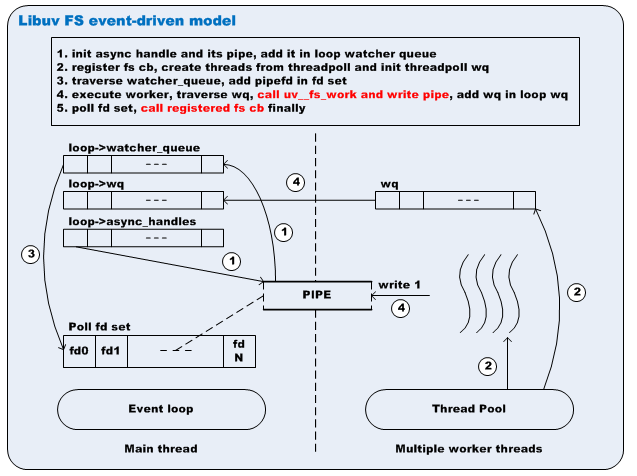 Libuv FS event-driven model
1. init async handle and its pipe, add it in loop watcher queue
2. register fs cb, create threads from threadpoll and init threadpoll wq
3. traverse watcher_queue, add pipefd in fd set
4. execute worker, traverse wq, call uv__fs_work and write pipe, add wq in loop wq
5. poll fd set, call registered fs cb finally
loop->watcher_queue
loop->wq
4
wq
loop->async_handles
1
3
1
PIPE
write 1
4
2
Poll fd set
fd0
fd1
fd
N
2
Event loop
Thread Pool
Main thread
Multiple worker threads